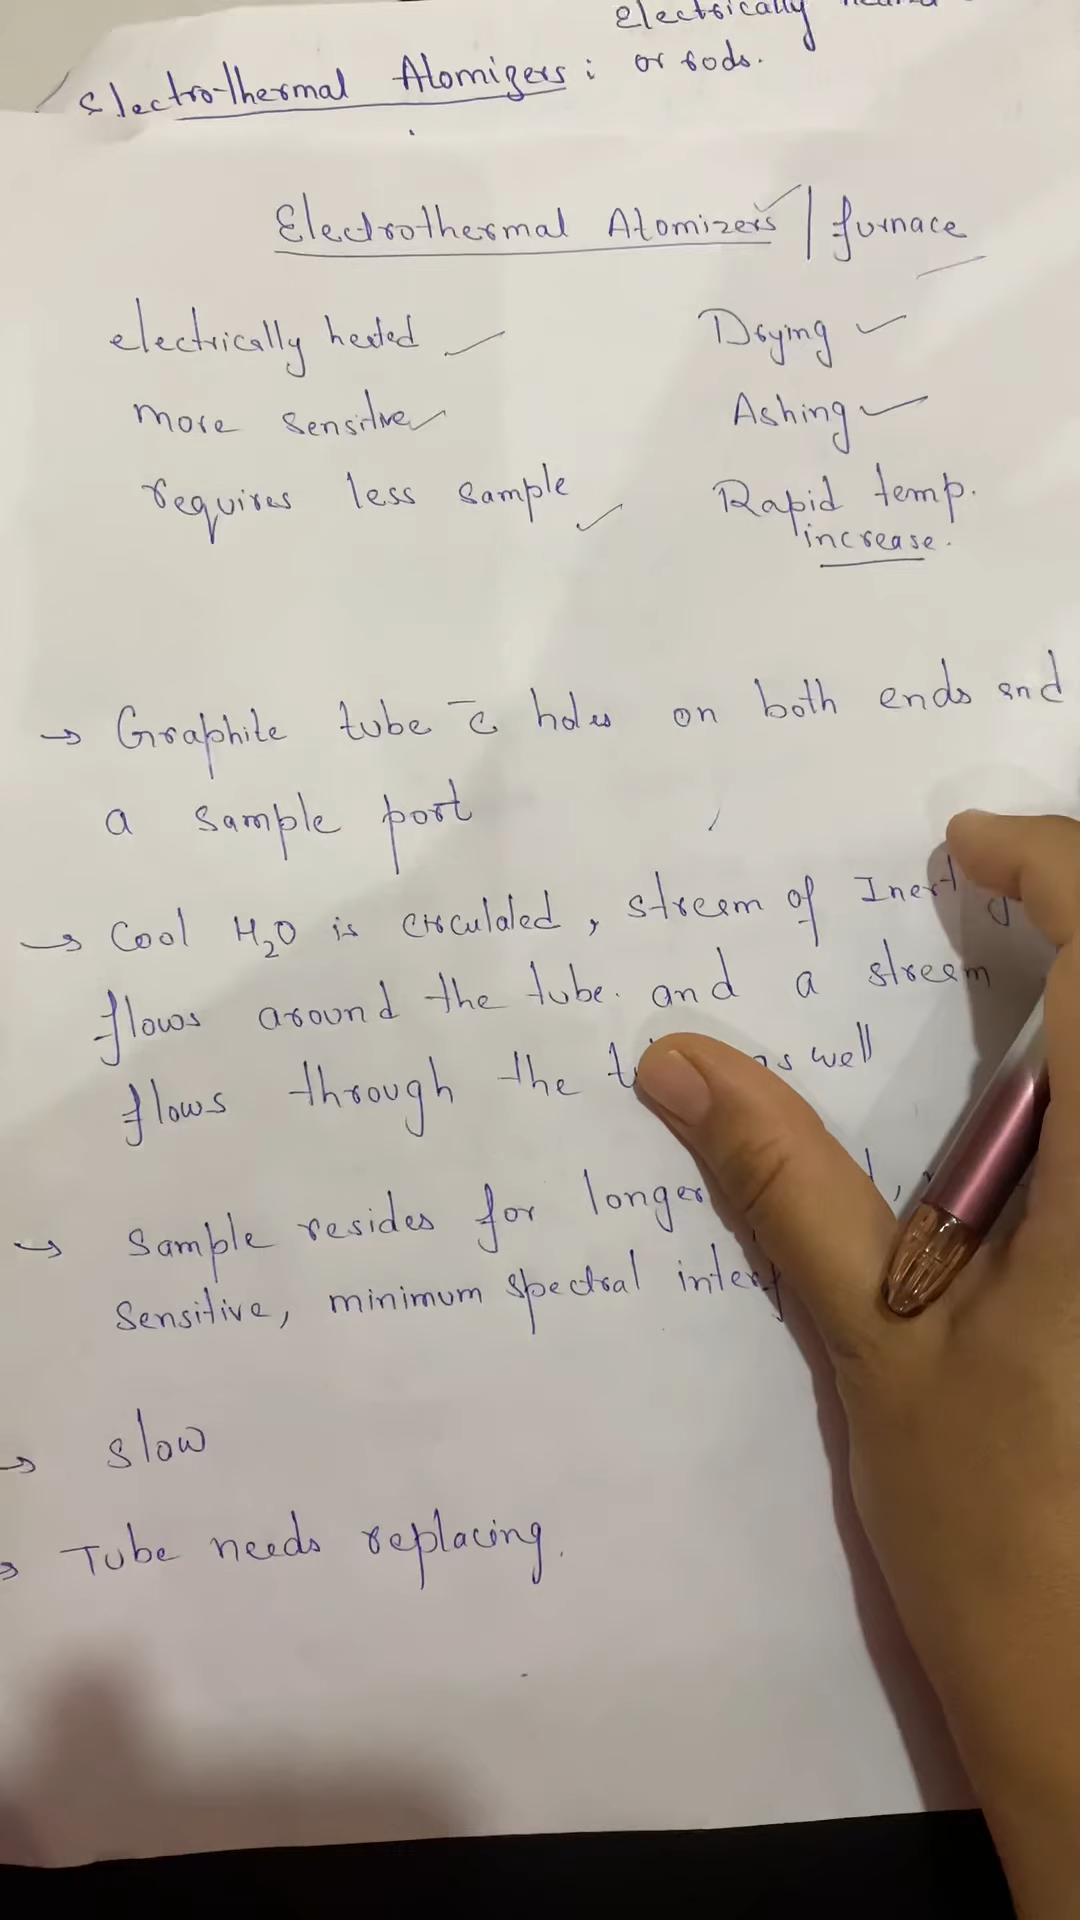 electrically
Electro-thermal Atomizers : or rods.
Electrothermal Atomizers / furnace
electrically heated
Drying
more sensitive
Ashing
requires less sample
Rapid temp.
increase.
→ Graphite tube c̄ holes on both ends and
a sample port
→ Cool H₂O is circulated, stream of Inert
flows around the tube. and a stream
flows through the as well
→ Sample resides for longer
Sensitive, minimum spectral
→ slow
→ Tube needs replacing.